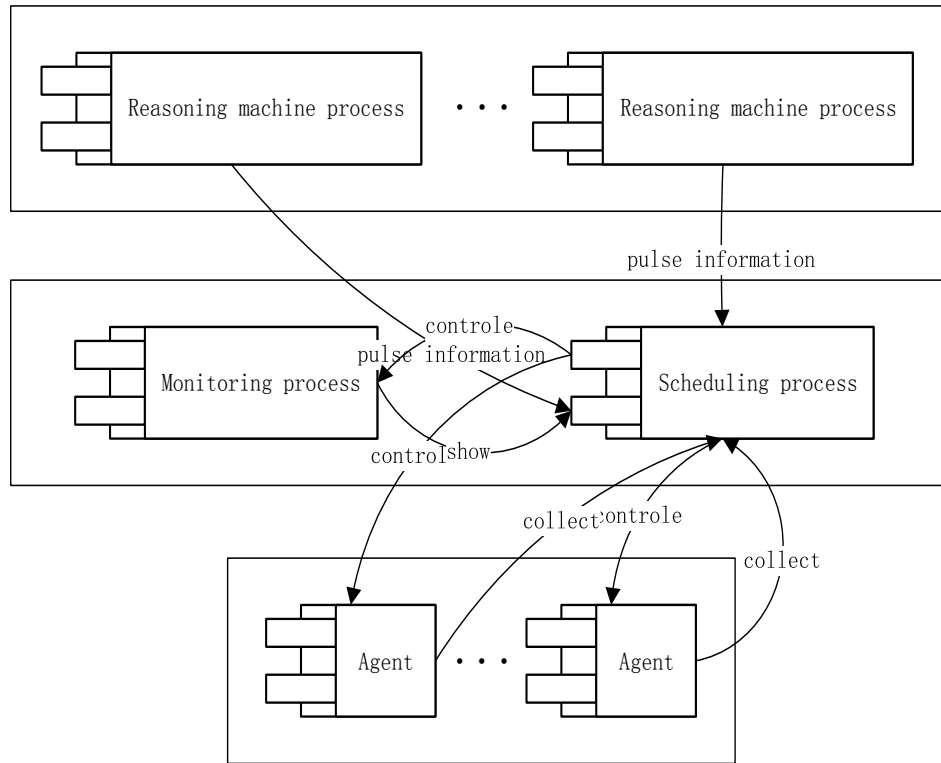 Reasoning machine process
. . .
Reasoning machine process
pulse information
controle
pulse information
Monitoring process
Scheduling process
control
show
collect
controle
collect
Agent
. . .
Agent